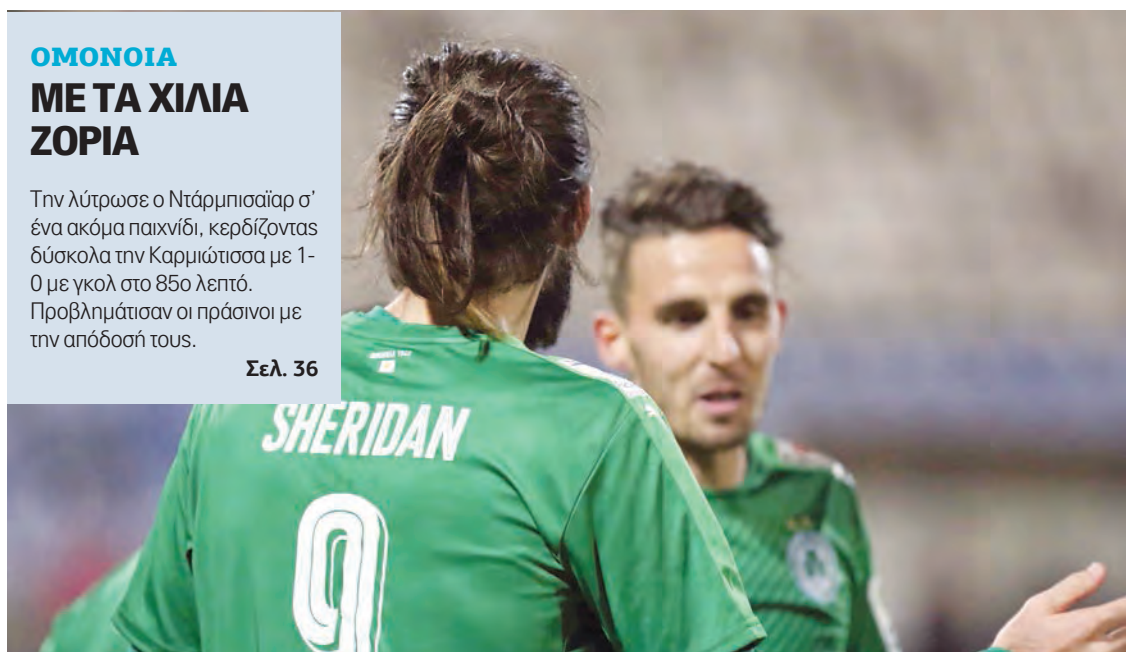 ΟΜΟΝΟΙΑ
ΜΕ ΤΑ ΧΙΛΙΑ
ΖΟΡΙΑ
Την λύτρωσε ο Ντάρμπισαϊαρ σ’
ένα ακόμα παιχνίδι, κερδίζοντας
δύσκολα την Καρμιώτισσα με 1-
0 με γκολ στο 85ο λεπτό.
Προβλημάτισαν οι πράσινοι με
την απόδοσή τους.
Σελ. 36
SHERIDAN
9